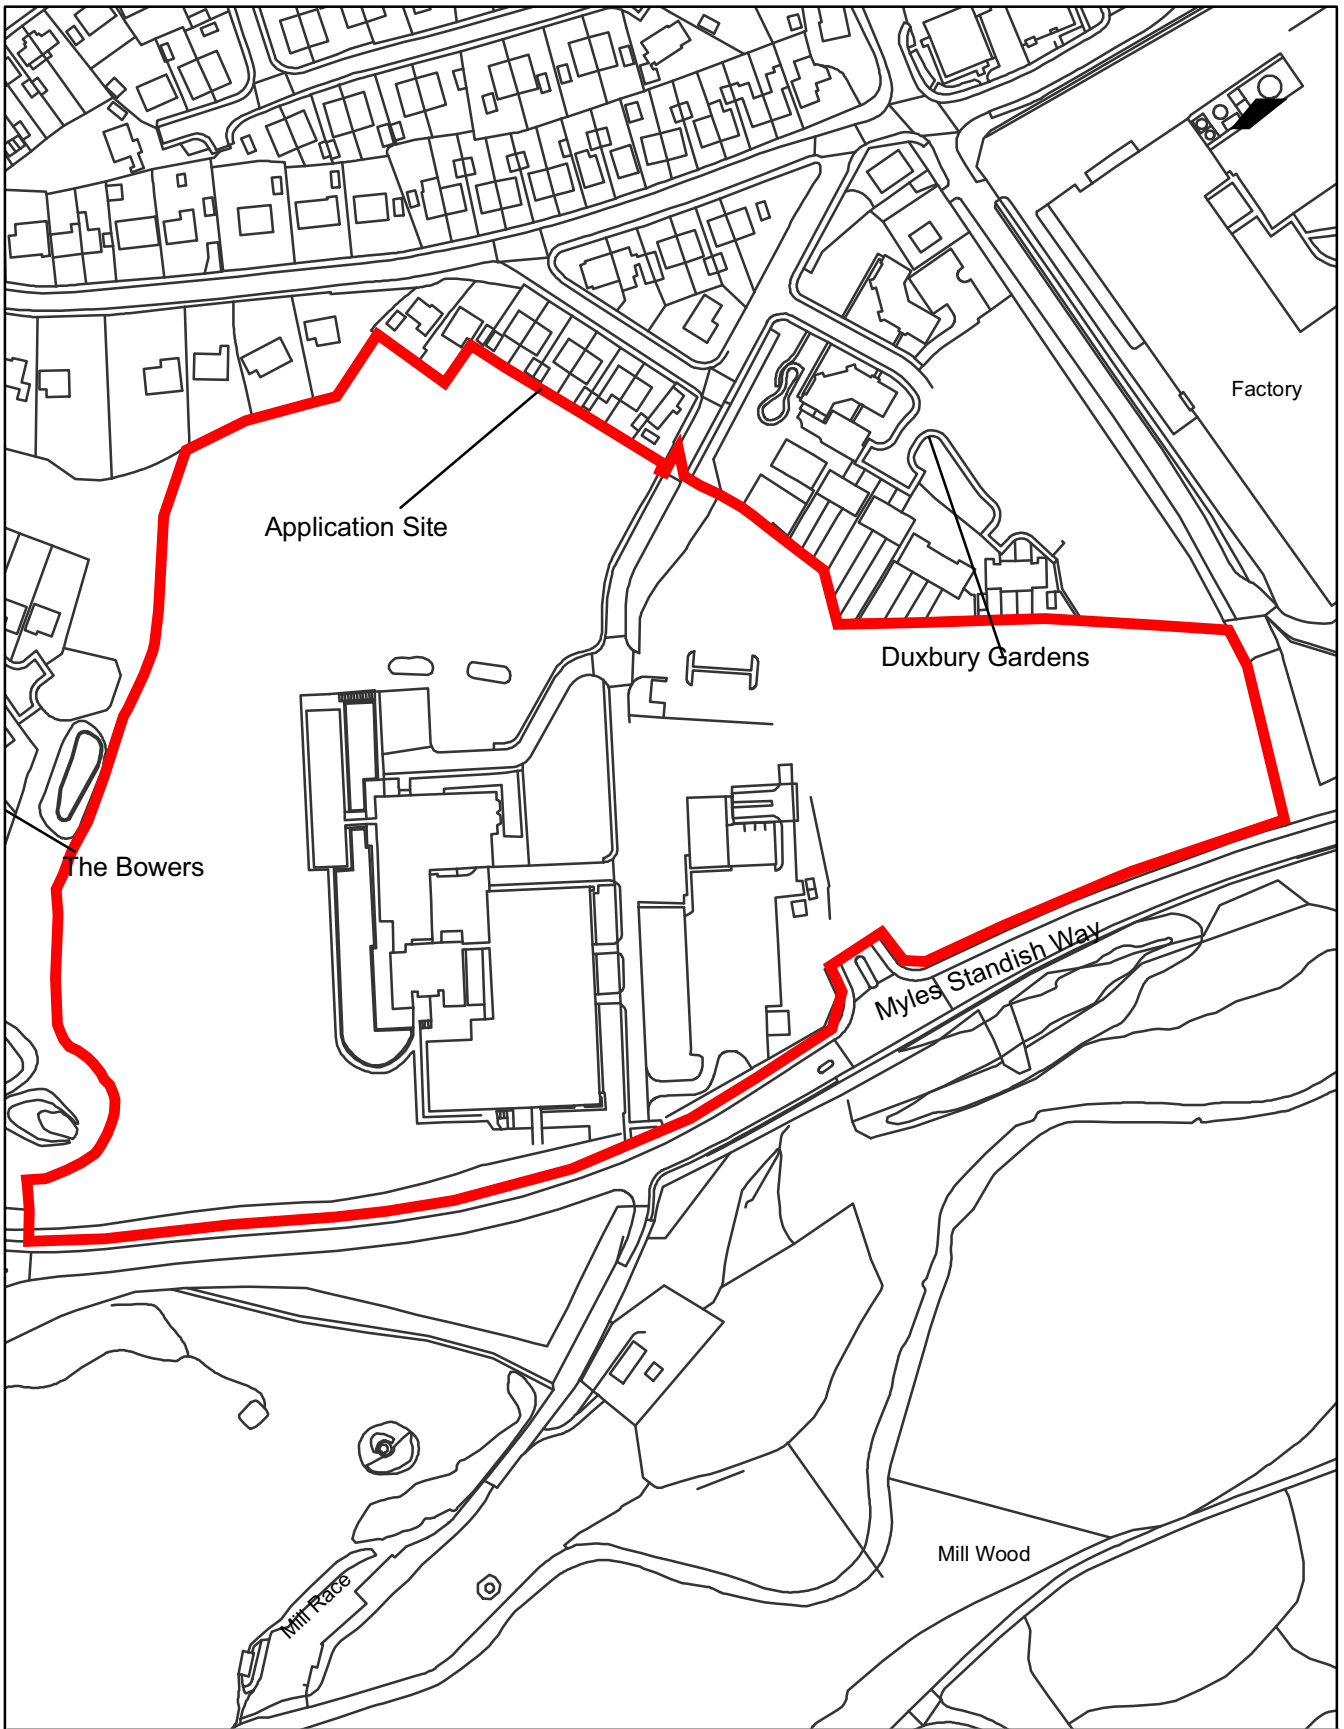 Factory
Application Site
Duxbury Gardens
The Bowers
Myles Standish Way
Mill Wood
Mill Race